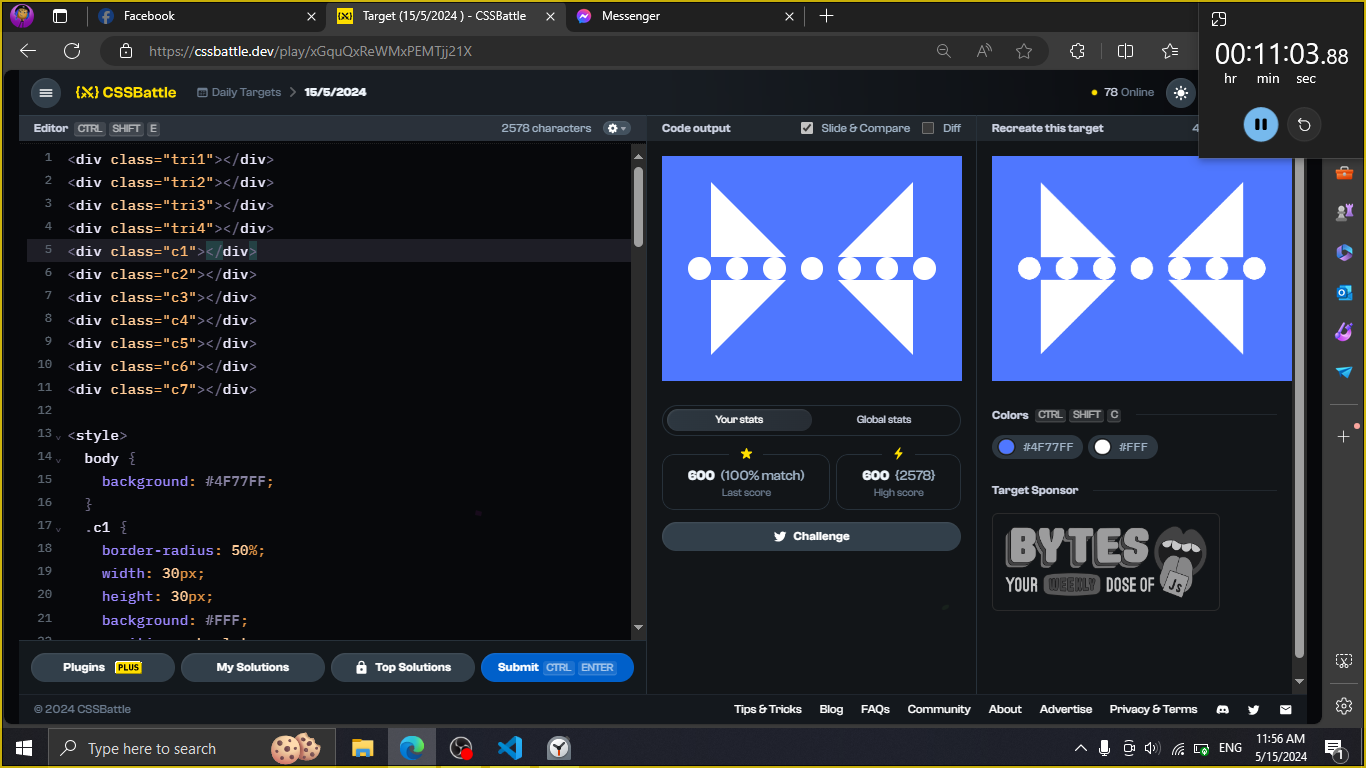 Facebook
Target (15/5/2024 ) - CSSBattle
Messenger
https://cssbattle.dev/play/xGquQxReWMxPEMTjj21X
00:11:03.88
hr min sec
{X} CSSBattle
Daily Targets > 15/5/2024
78 Online
Editor CTRL SHIFT E
2578 characters
Code output
Slide & Compare
Diff
Recreate this target
4
1 <div class="tri1"></div>
2 <div class="tri2"></div>
3 <div class="tri3"></div>
4 <div class="tri4"></div>
5 <div class="c1"></div>
6 <div class="c2"></div>
7 <div class="c3"></div>
8 <div class="c4"></div>
9 <div class="c5"></div>
10 <div class="c6"></div>
11 <div class="c7"></div>
12
13 <style>
14 body {
15 background: #4F77FF;
16 }
17 .c1 {
18 border-radius: 50%;
19 width: 30px;
20 height: 30px;
21 background: #FFF;
Your stats
Global stats
600 (100% match)
Last score
600 {2578}
High score
Challenge
Colors CTRL SHIFT C
#4F77FF
#FFF
Target Sponsor
BYTES
YOUR WEEKLY DOSE OF JS
Plugins PLUS
My Solutions
Top Solutions
Submit CTRL ENTER
© 2024 CSSBattle
Tips & Tricks
Blog
FAQs
Community
About
Advertise
Privacy & Terms
Type here to search
ENG
11:56 AM
5/15/2024
1